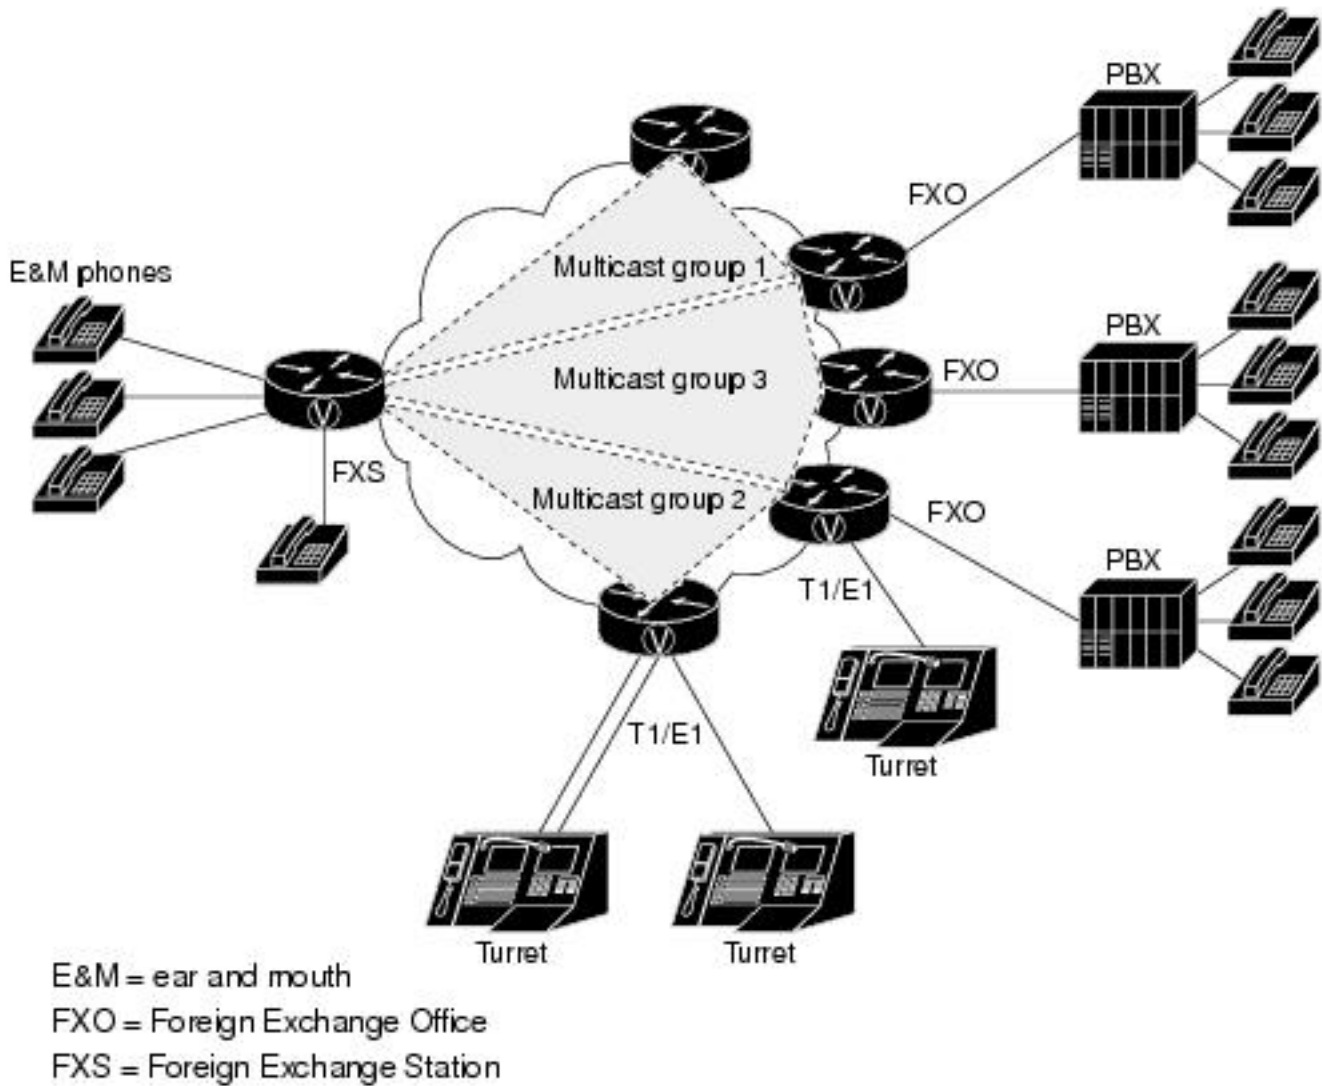 PBX
FXO
Multicast group 1
E&M phones
PBX
Multicast group 3
FXO
FXS
Multicast group 2
FXO
PBX
T1/E1
T1/E1
Turret
Turret
Turret
E&M = ear and mouth
FXO = Foreign Exchange Office
FXS = Foreign Exchange Station
V
V
V
V
V
V